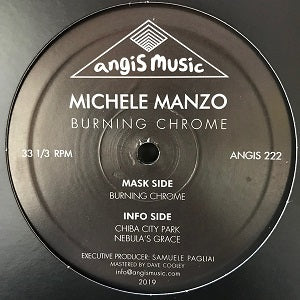 angiS Music
MICHELE MANZO
BURNING CHROME
33 1/3 RPM
ANGIS 222
MASK SIDE
BURNING CHROME
INFO SIDE
CHIBA CITY PARK
NEBULA'S GRACE
EXECUTIVE PRODUCER: SAMUELE PAGLIAI
MASTERED BY DAVE COOLEY
info@angismusic.com
2019